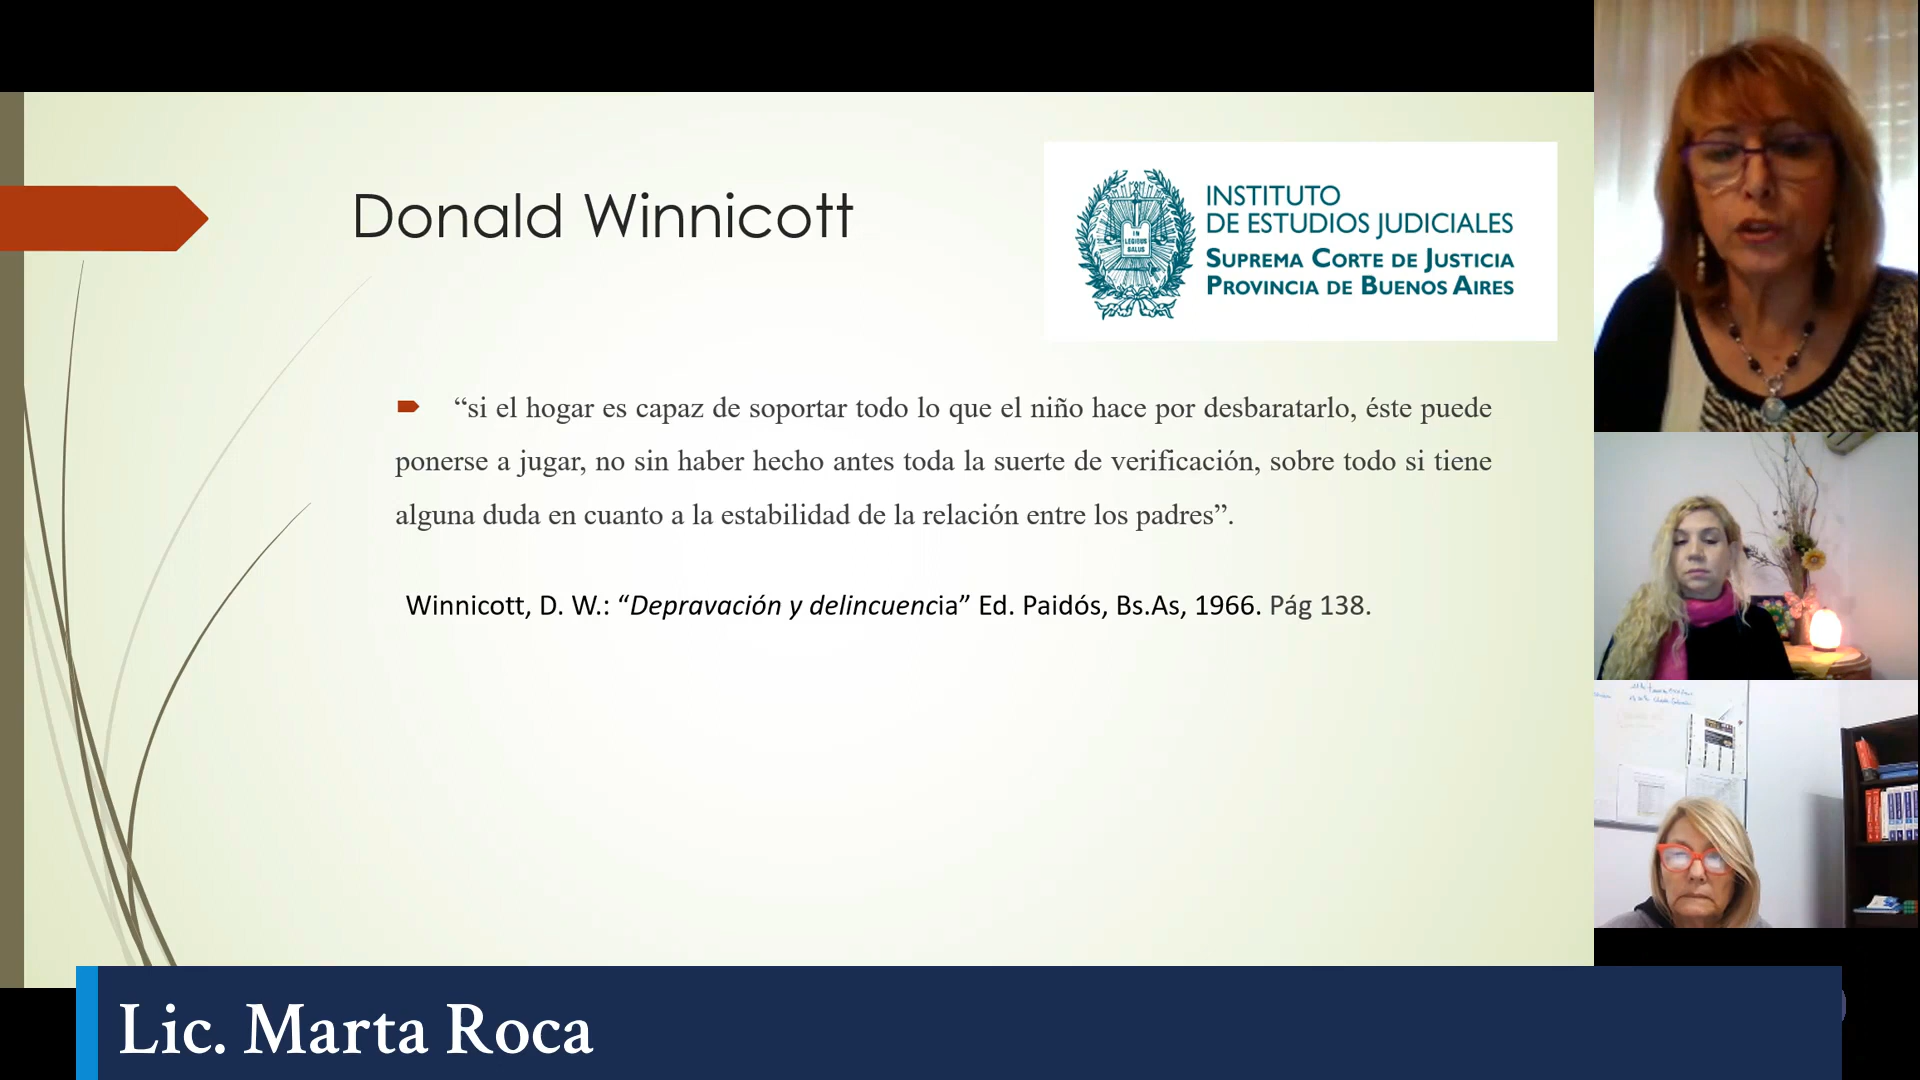 Donald Winnicott
INSTITUTO
DE ESTUDIOS JUDICIALES
SUPREMA CORTE DE JUSTICIA
PROVINCIA DE BUENOS AIRES
IN
LEGIBUS
SALUS
“si el hogar es capaz de soportar todo lo que el niño hace por desbaratarlo, éste puede
ponerse a jugar, no sin haber hecho antes toda la suerte de verificación, sobre todo si tiene
alguna duda en cuanto a la estabilidad de la relación entre los padres”.
Winnicott, D. W.: “Depravación y delincuencia” Ed. Paidós, Bs.As, 1966. Pág 138.
Lic. Marta Roca